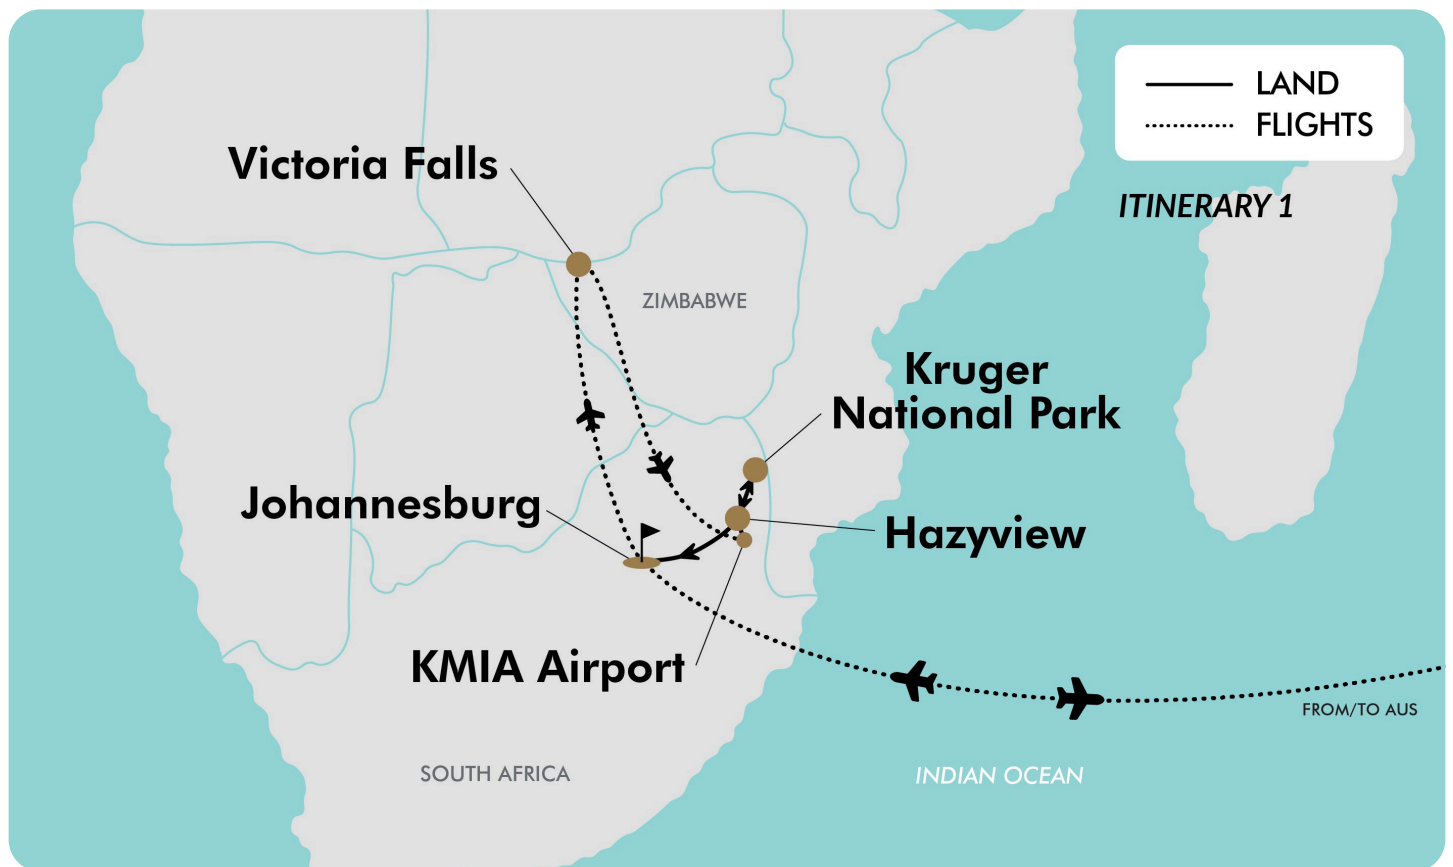 LAND
FLIGHTS
Victoria Falls
ITINERARY 1
ZIMBABWE
Kruger
National Park
Johannesburg
Hazyview
KMIA Airport
FROM/TO AUS
SOUTH AFRICA
INDIAN OCEAN